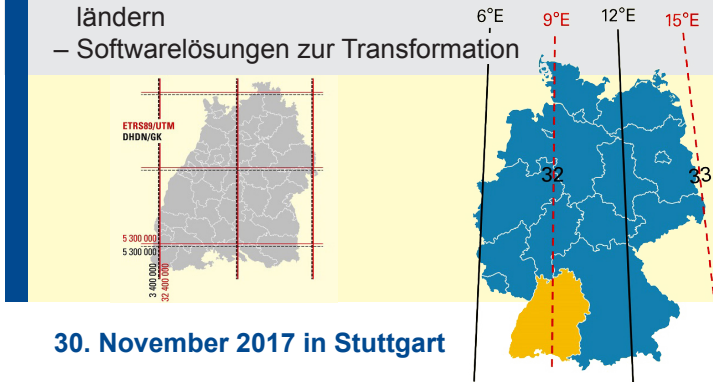 ländern
– Softwarelösungen zur Transformation
6°E 9°E 12°E 15°E
ETRS89/UTM
DHDN/GK
32 33
5 300 000
5 300 000
3 400 000
32 400 000
30. November 2017 in Stuttgart